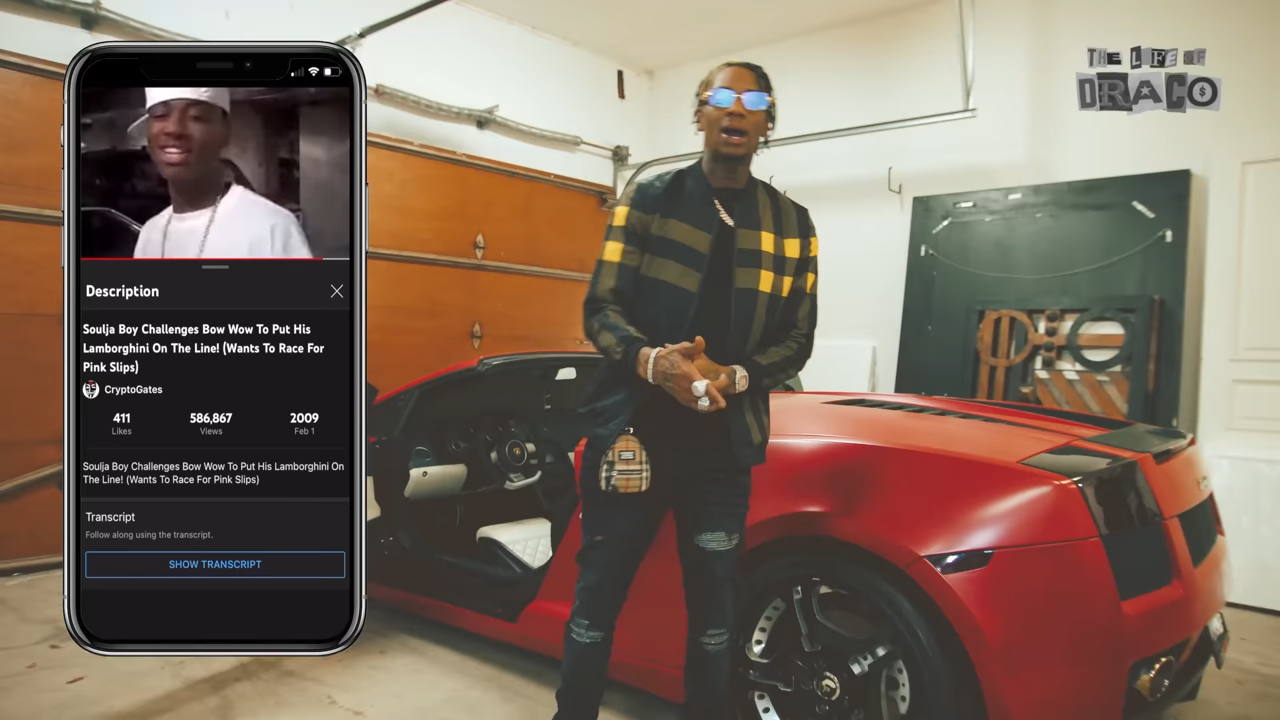 Description
Soulja Boy Challenges Bow Wow To Put His
Lamborghini On The Line! (Wants To Race For
Pink Slips)
CryptoGates
411 586,867 2009
Likes Views Feb 1
Soulja Boy Challenges Bow Wow To Put His Lamborghini On
The Line! (Wants To Race For Pink Slips)
Transcript
Follow along using the transcript.
SHOW TRANSCRIPT
THE LIFE OF
DRACO